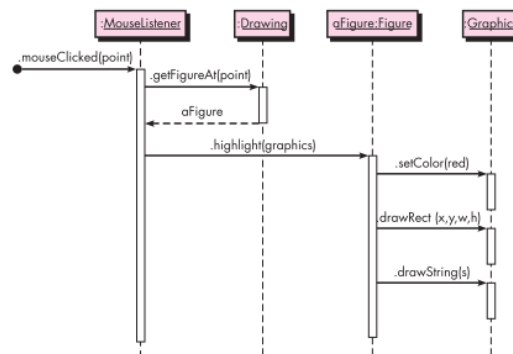 :MouseListener :Drawing aFigure:Figure :Graphic
.mouseClicked(point)
.getFigureAt(point)
aFigure
.highlight(graphics)
.setColor(red)
.drawRect (x,y,w,h)
.drawString(s)